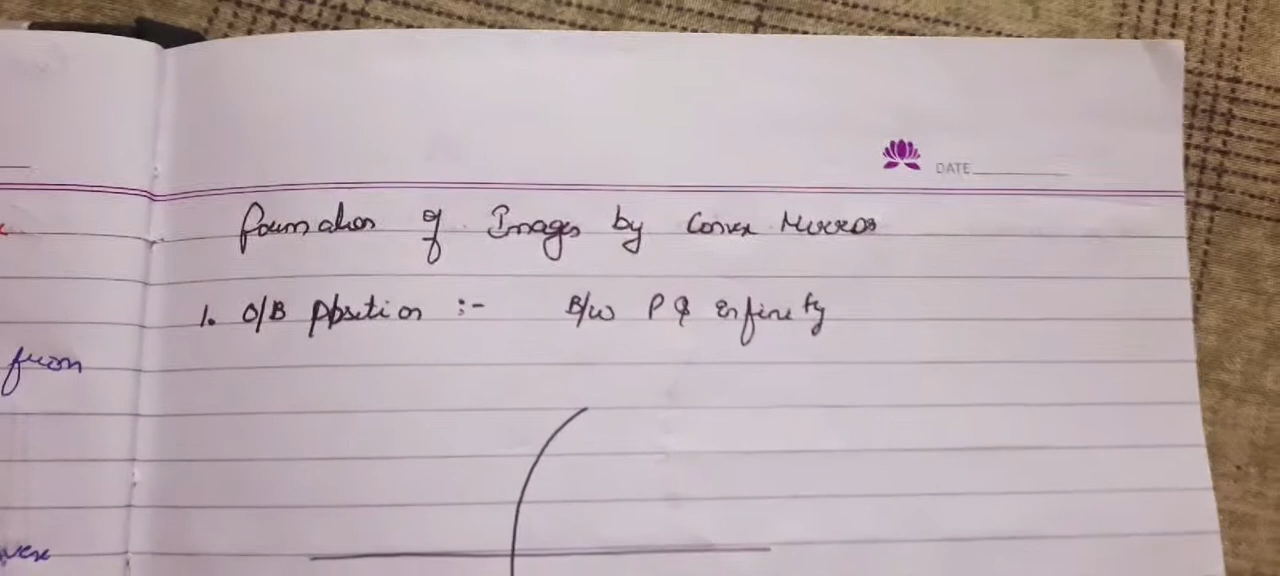 DATE
Formation of Images by Convex Mirror
1. O/B Position :- B/w P & Infinity
from